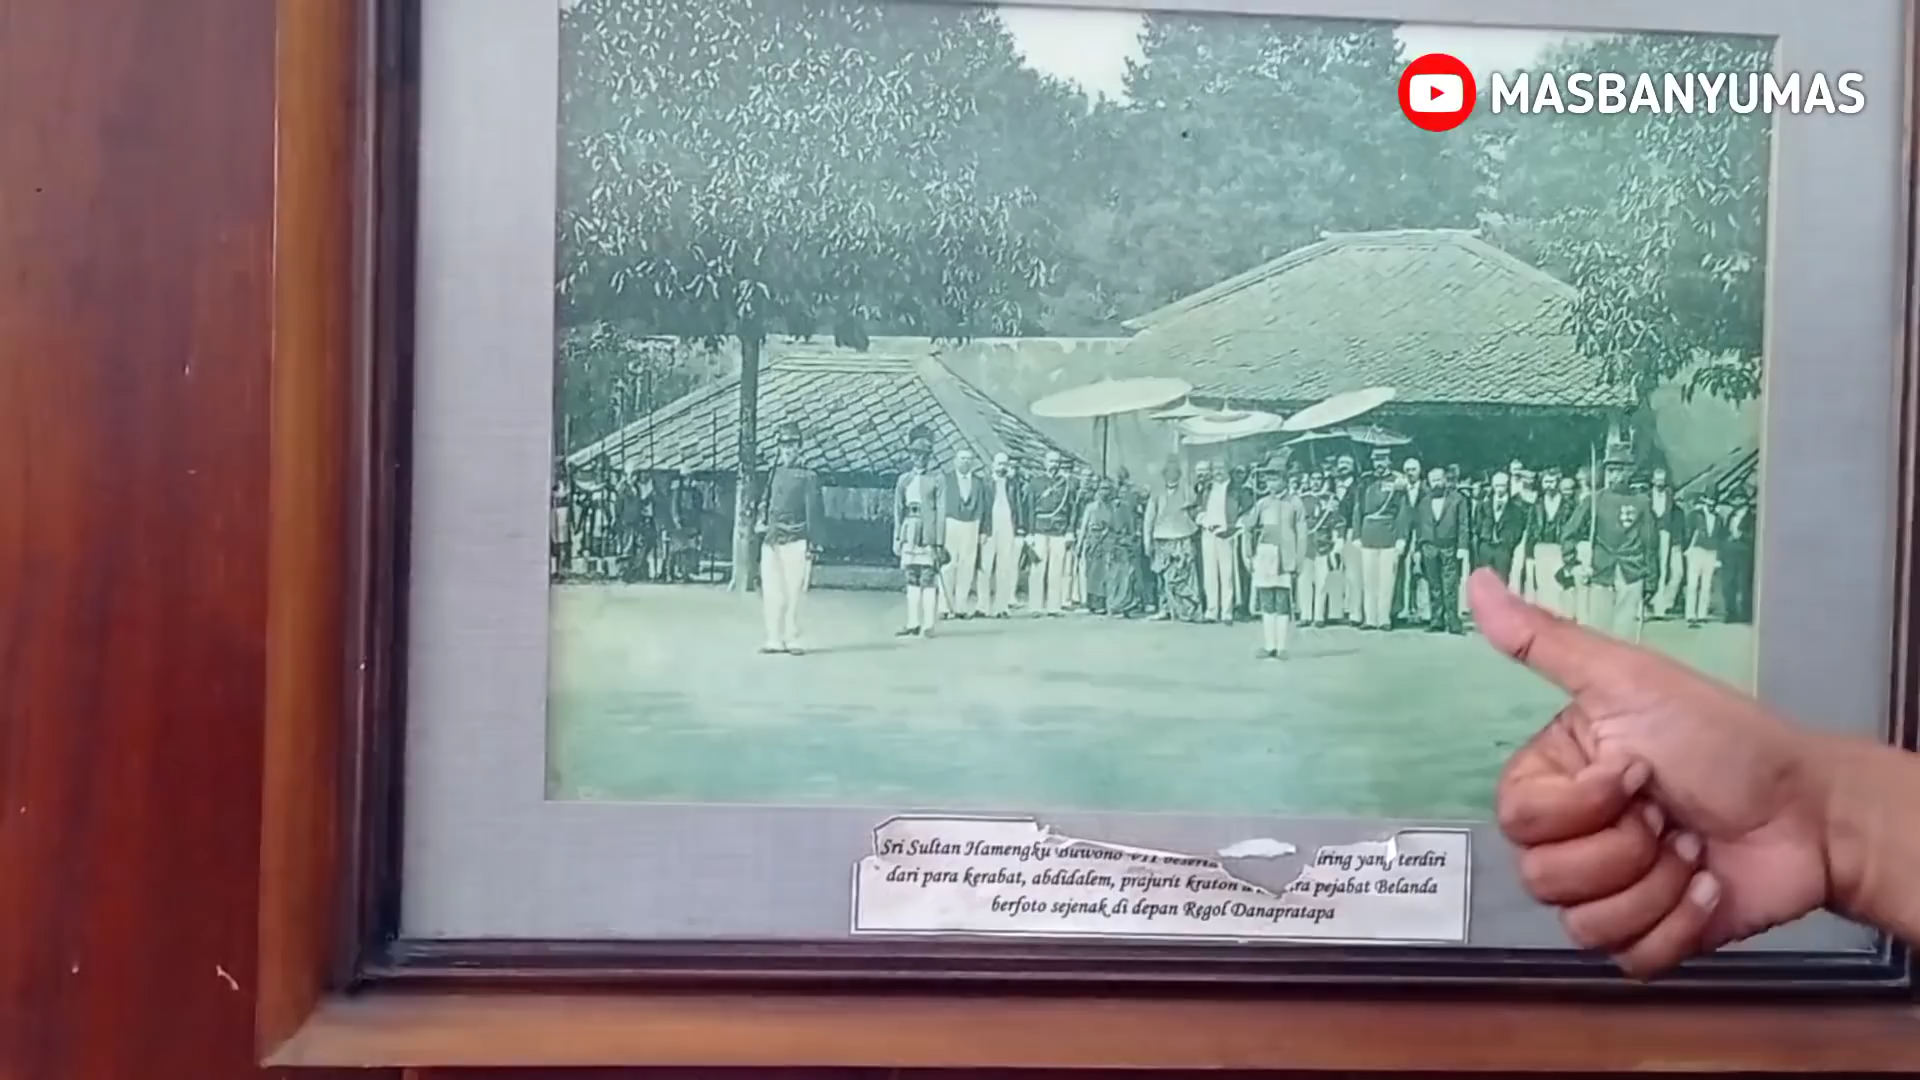 MASBANYUMAS
Sri Sultan Hamengku Buwono VII beserta iring yang terdiri
dari para kerabat, abdidalem, prajurit kraton ra pejabat Belanda
berfoto sejenak di depan Regol Danapratapa